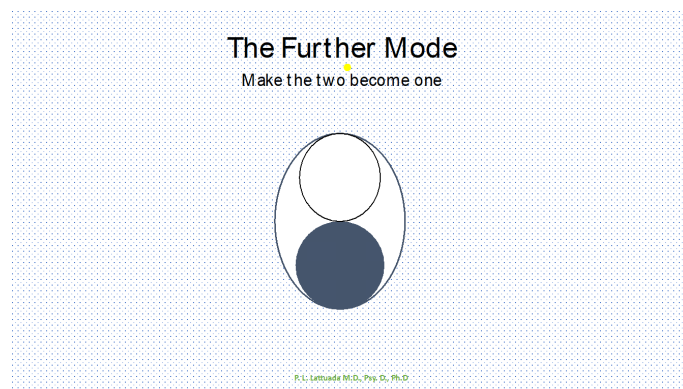 The Further Mode
Make the two become one
P. L. Lattuada M.D., Psy. D., Ph.D